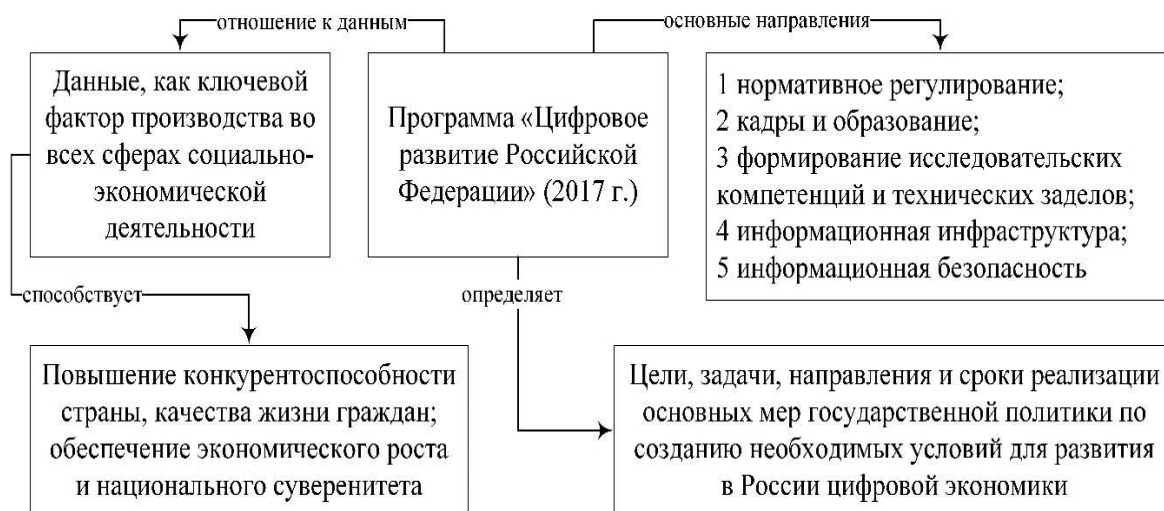 отношение к данным
основные направления
Данные, как ключевой
фактор производства во
всех сферах социально-
экономической
деятельности
Программа «Цифровое
развитие Российской
Федерации» (2017 г.)
1 нормативное регулирование;
2 кадры и образование;
3 формирование исследовательских
компетенций и технических заделов;
4 информационная инфраструктура;
5 информационная безопасность
способствует
определяет
Повышение конкурентоспособности
страны, качества жизни граждан;
обеспечение экономического роста
и национального суверенитета
Цели, задачи, направления и сроки реализации
основных мер государственной политики по
созданию необходимых условий для развития
в России цифровой экономики